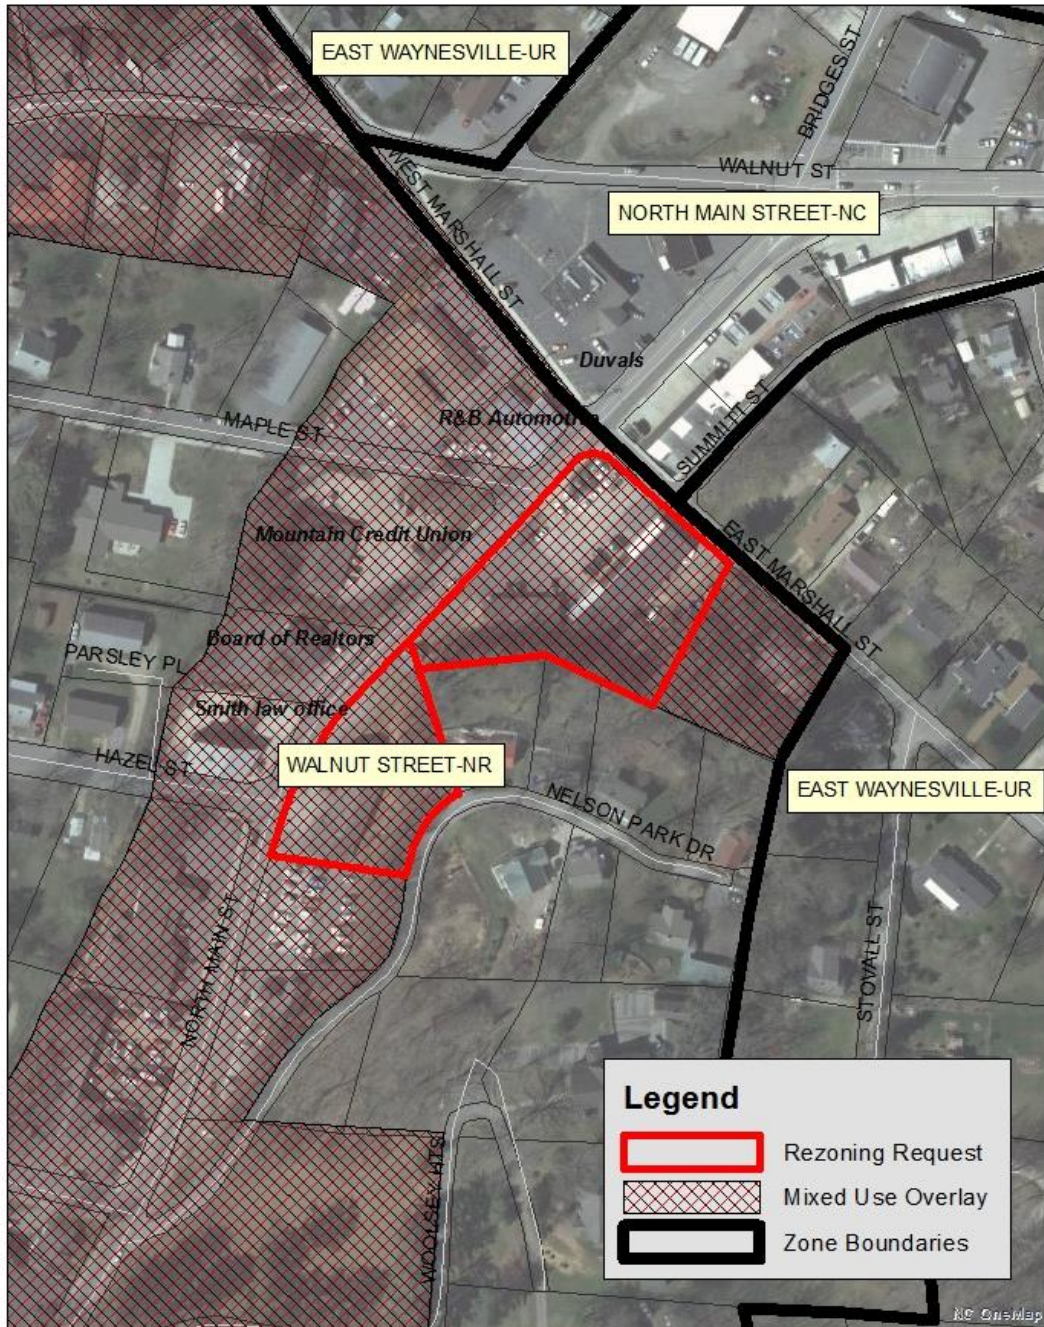 EAST WAYNESVILLE-UR
BRIDGES ST
WALNUT ST
WEST MARSHALL ST
NORTH MAIN STREET-NC
Duvals
SUMMITT ST
R&B Automotive
MAPLE ST
Mountain Credit Union
EAST MARSHALL ST
Board of Realtors
PARSLEY PL
Smith law office
HAZEL ST
WALNUT STREET-NR
EAST WAYNESVILLE-UR
NELSON PARK DR
STOVALL ST
NORTH MAIN ST
WOOLSEY HTS
Legend
Rezoning Request
Mixed Use Overlay
Zone Boundaries
NC OneMap